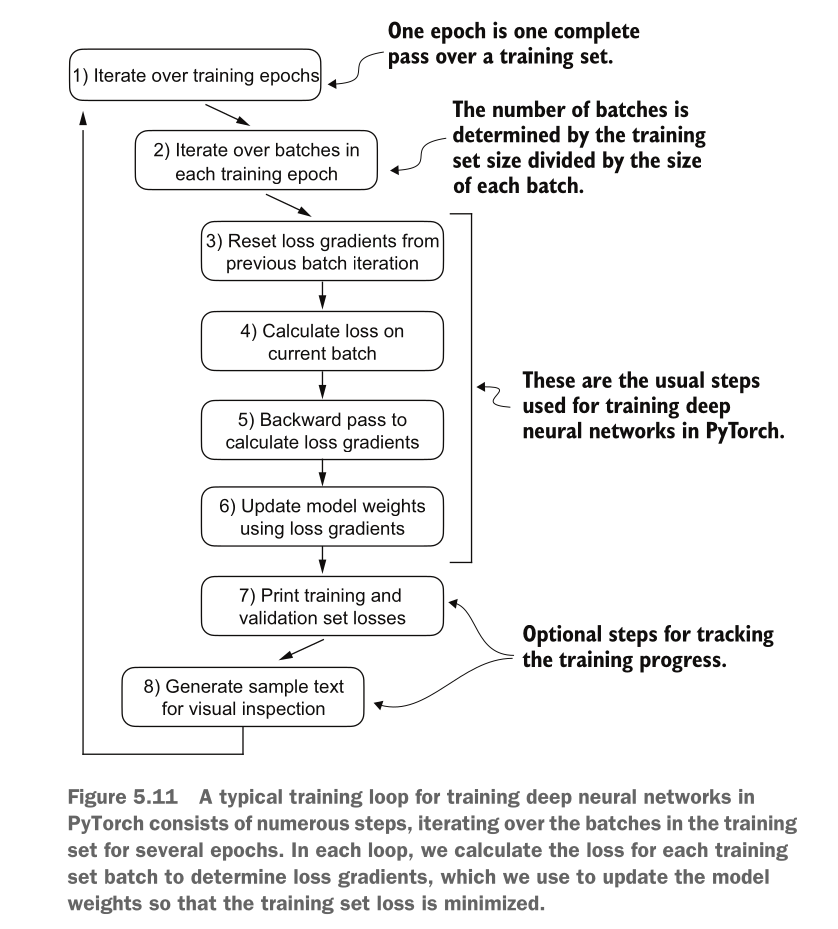 One epoch is one complete
pass over a training set.
1) Iterate over training epochs
The number of batches is
determined by the training
set size divided by the size
of each batch.
2) Iterate over batches in
each training epoch
3) Reset loss gradients from
previous batch iteration
4) Calculate loss on
current batch
These are the usual steps
used for training deep
neural networks in PyTorch.
5) Backward pass to
calculate loss gradients
6) Update model weights
using loss gradients
7) Print training and
validation set losses
Optional steps for tracking
the training progress.
8) Generate sample text
for visual inspection
Figure 5.11 A typical training loop for training deep neural networks in
PyTorch consists of numerous steps, iterating over the batches in the training
set for several epochs. In each loop, we calculate the loss for each training
set batch to determine loss gradients, which we use to update the model
weights so that the training set loss is minimized.